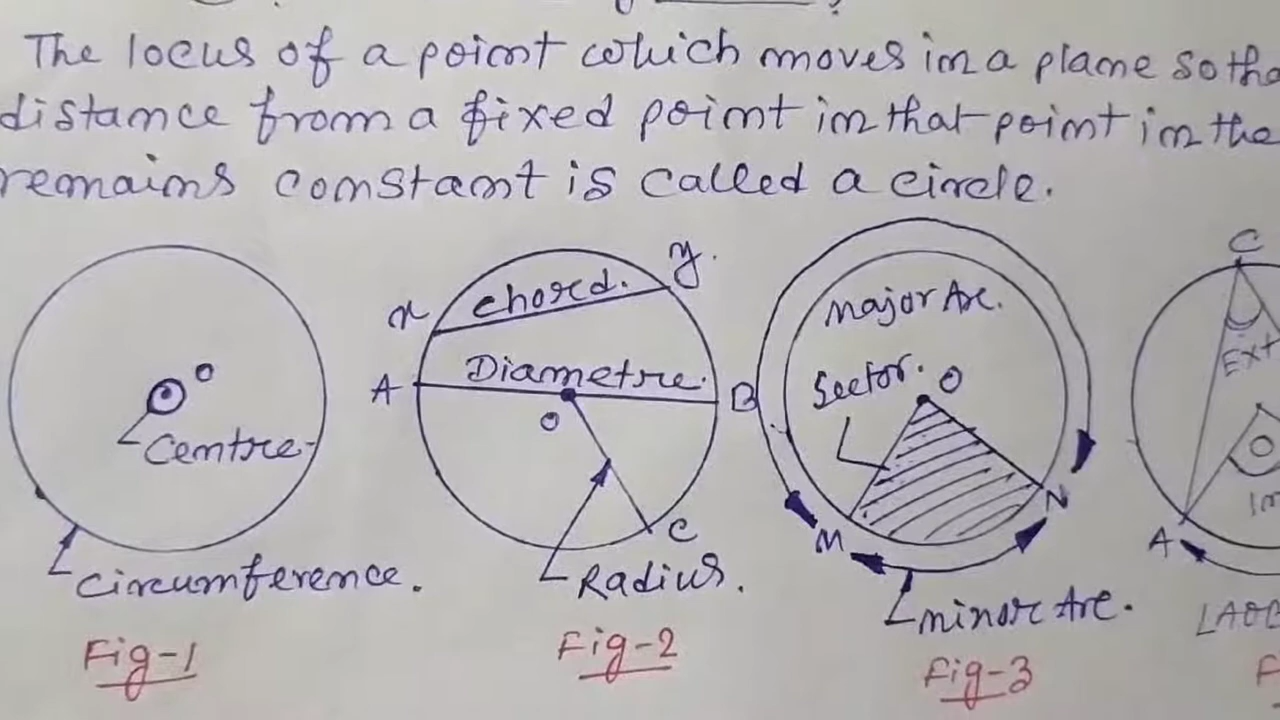 The locus of a point which moves in a plane so tha
distance from a fixed point in that point in the
remains constant is called a circle.
O
Centre
Circumference.
Fig-1
x
y.
chord.
A
Diametre.
B
O
C
Radius.
Fig-2
major Arc.
Sector.
O
M
N
minor Arc.
Fig-3
C
Ext
O
A
∠AO
F